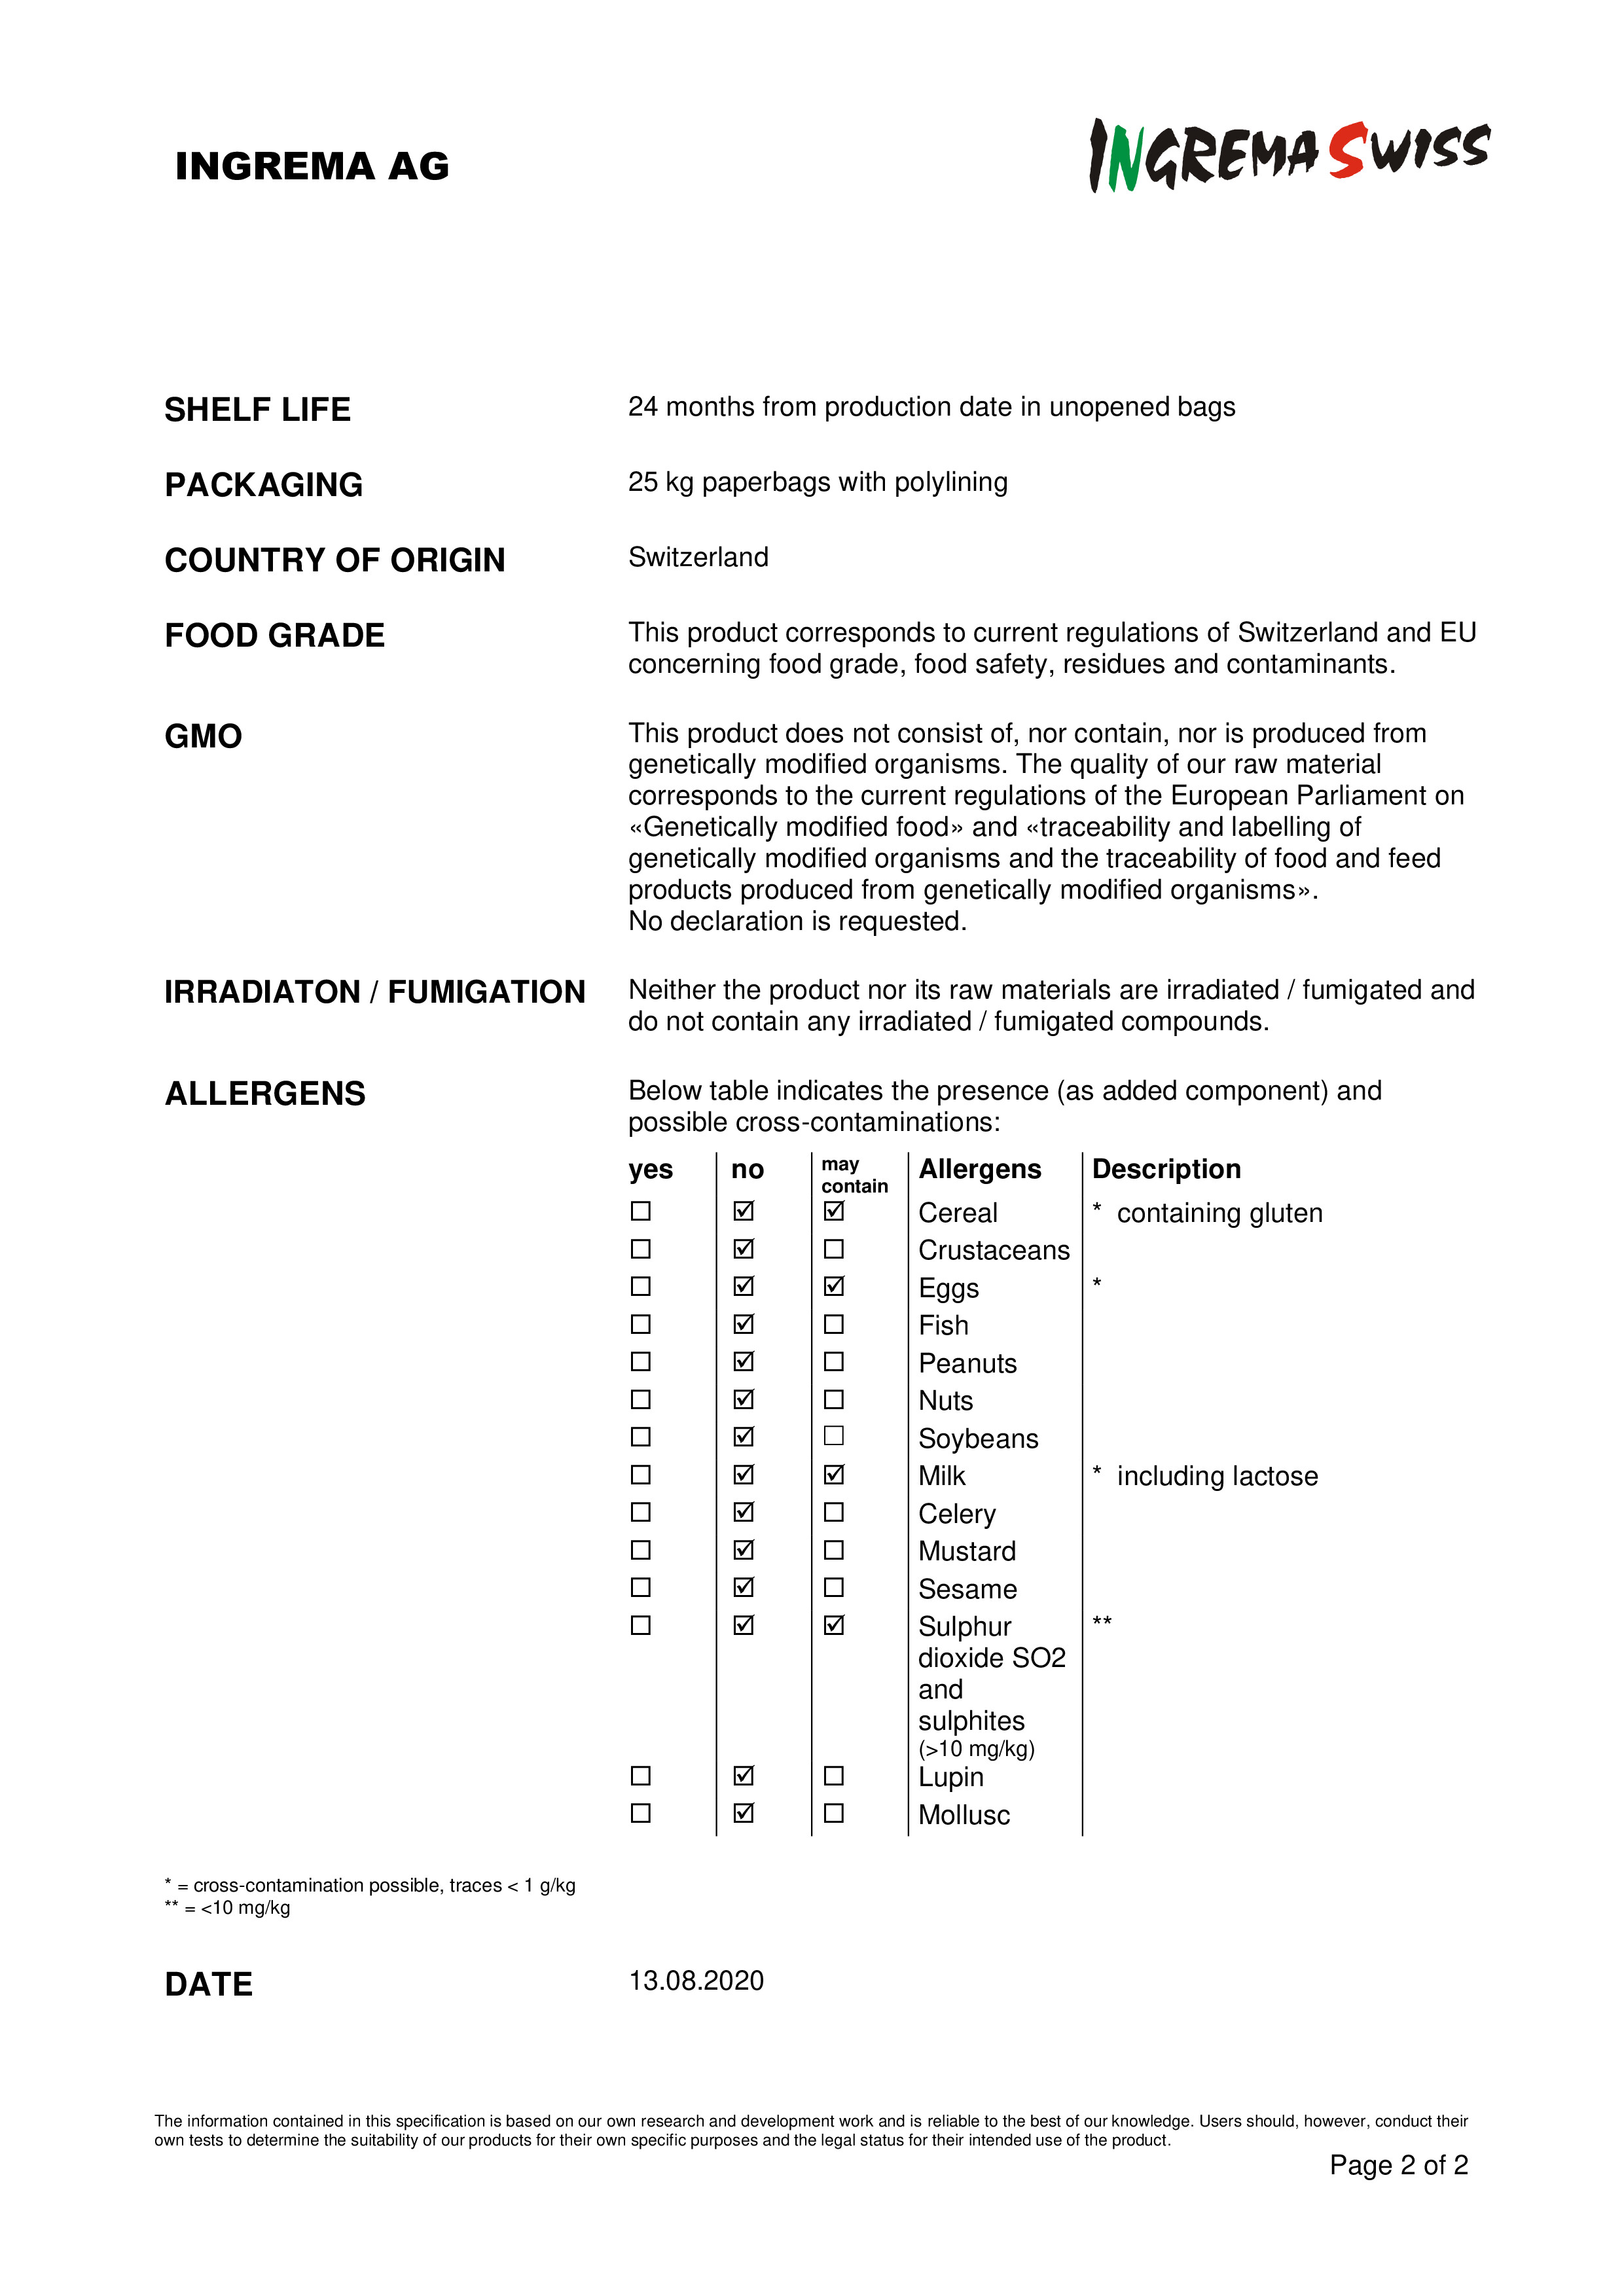 INGREMA AG
INGREMA SWISS
SHELF LIFE
24 months from production date in unopened bags
PACKAGING
25 kg paperbags with polylining
COUNTRY OF ORIGIN
Switzerland
FOOD GRADE
This product corresponds to current regulations of Switzerland and EU
concerning food grade, food safety, residues and contaminants.
GMO
This product does not consist of, nor contain, nor is produced from
genetically modified organisms. The quality of our raw material
corresponds to the current regulations of the European Parliament on
«Genetically modified food» and «traceability and labelling of
genetically modified organisms and the traceability of food and feed
products produced from genetically modified organisms».
No declaration is requested.
IRRADIATON / FUMIGATION
Neither the product nor its raw materials are irradiated / fumigated and
do not contain any irradiated / fumigated compounds.
ALLERGENS
Below table indicates the presence (as added component) and
possible cross-contaminations:
yes no may contain Allergens Description
☐ ☑ ☑ Cereal * containing gluten
☐ ☑ ☐ Crustaceans
☐ ☑ ☑ Eggs *
☐ ☑ ☐ Fish
☐ ☑ ☐ Peanuts
☐ ☑ ☐ Nuts
☐ ☑ ☐ Soybeans
☐ ☑ ☑ Milk * including lactose
☐ ☑ ☐ Celery
☐ ☑ ☐ Mustard
☐ ☑ ☐ Sesame
☐ ☑ ☑ Sulphur **
dioxide SO2
and
sulphites
(>10 mg/kg)
☐ ☑ ☐ Lupin
☐ ☑ ☐ Mollusc
* = cross-contamination possible, traces < 1 g/kg
** = <10 mg/kg
DATE
13.08.2020
The information contained in this specification is based on our own research and development work and is reliable to the best of our knowledge. Users should, however, conduct their
own tests to determine the suitability of our products for their own specific purposes and the legal status for their intended use of the product.
Page 2 of 2